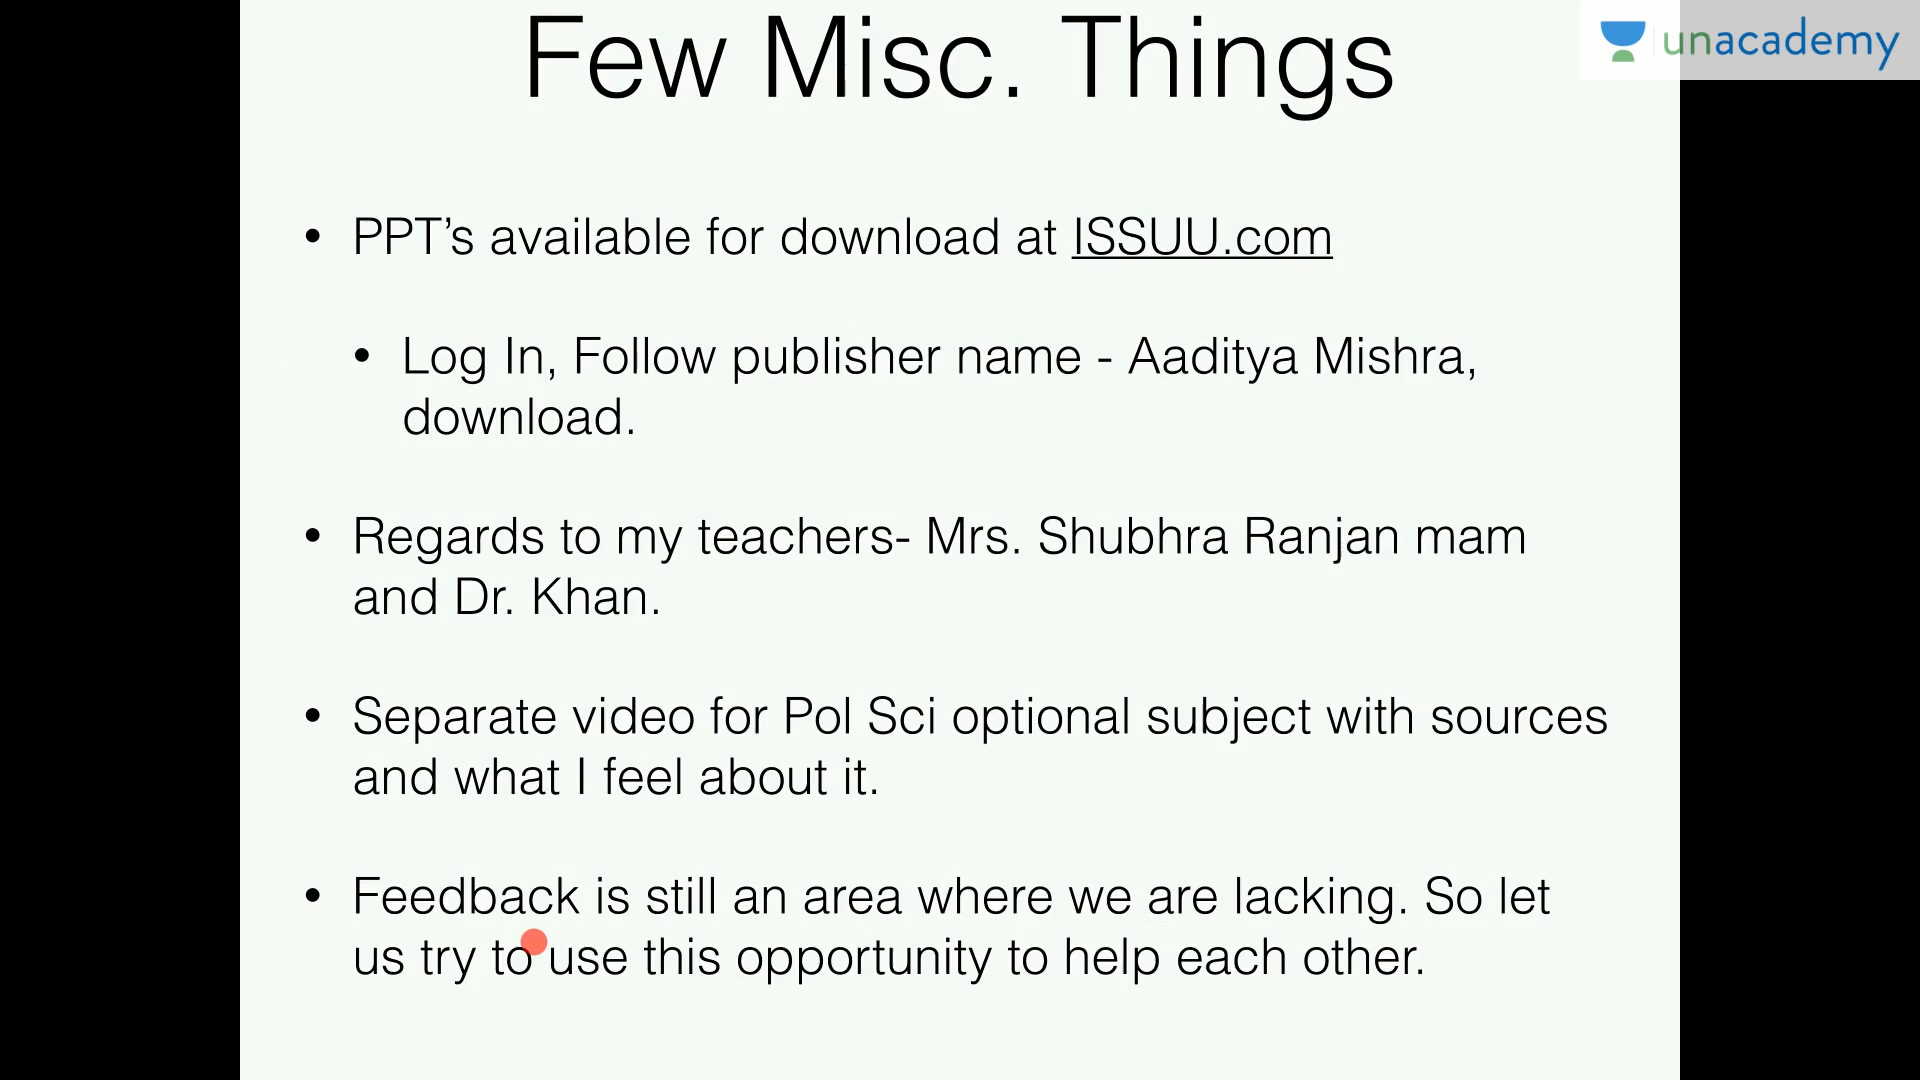 Few Misc. Things
unacademy
• PPT’s available for download at ISSUU.com
• Log In, Follow publisher name - Aaditya Mishra,
download.
• Regards to my teachers- Mrs. Shubhra Ranjan mam
and Dr. Khan.
• Separate video for Pol Sci optional subject with sources
and what I feel about it.
• Feedback is still an area where we are lacking. So let
us try to use this opportunity to help each other.